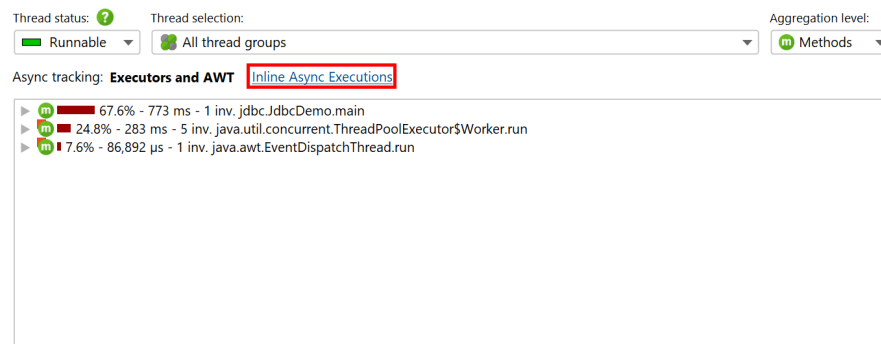 Thread status: ? Thread selection: Aggregation level:
Runnable All thread groups m Methods
Async tracking: Executors and AWT Inline Async Executions
m 67.6% - 773 ms - 1 inv. jdbc.JdbcDemo.main
m 24.8% - 283 ms - 5 inv. java.util.concurrent.ThreadPoolExecutor$Worker.run
m 7.6% - 86,892 µs - 1 inv. java.awt.EventDispatchThread.run